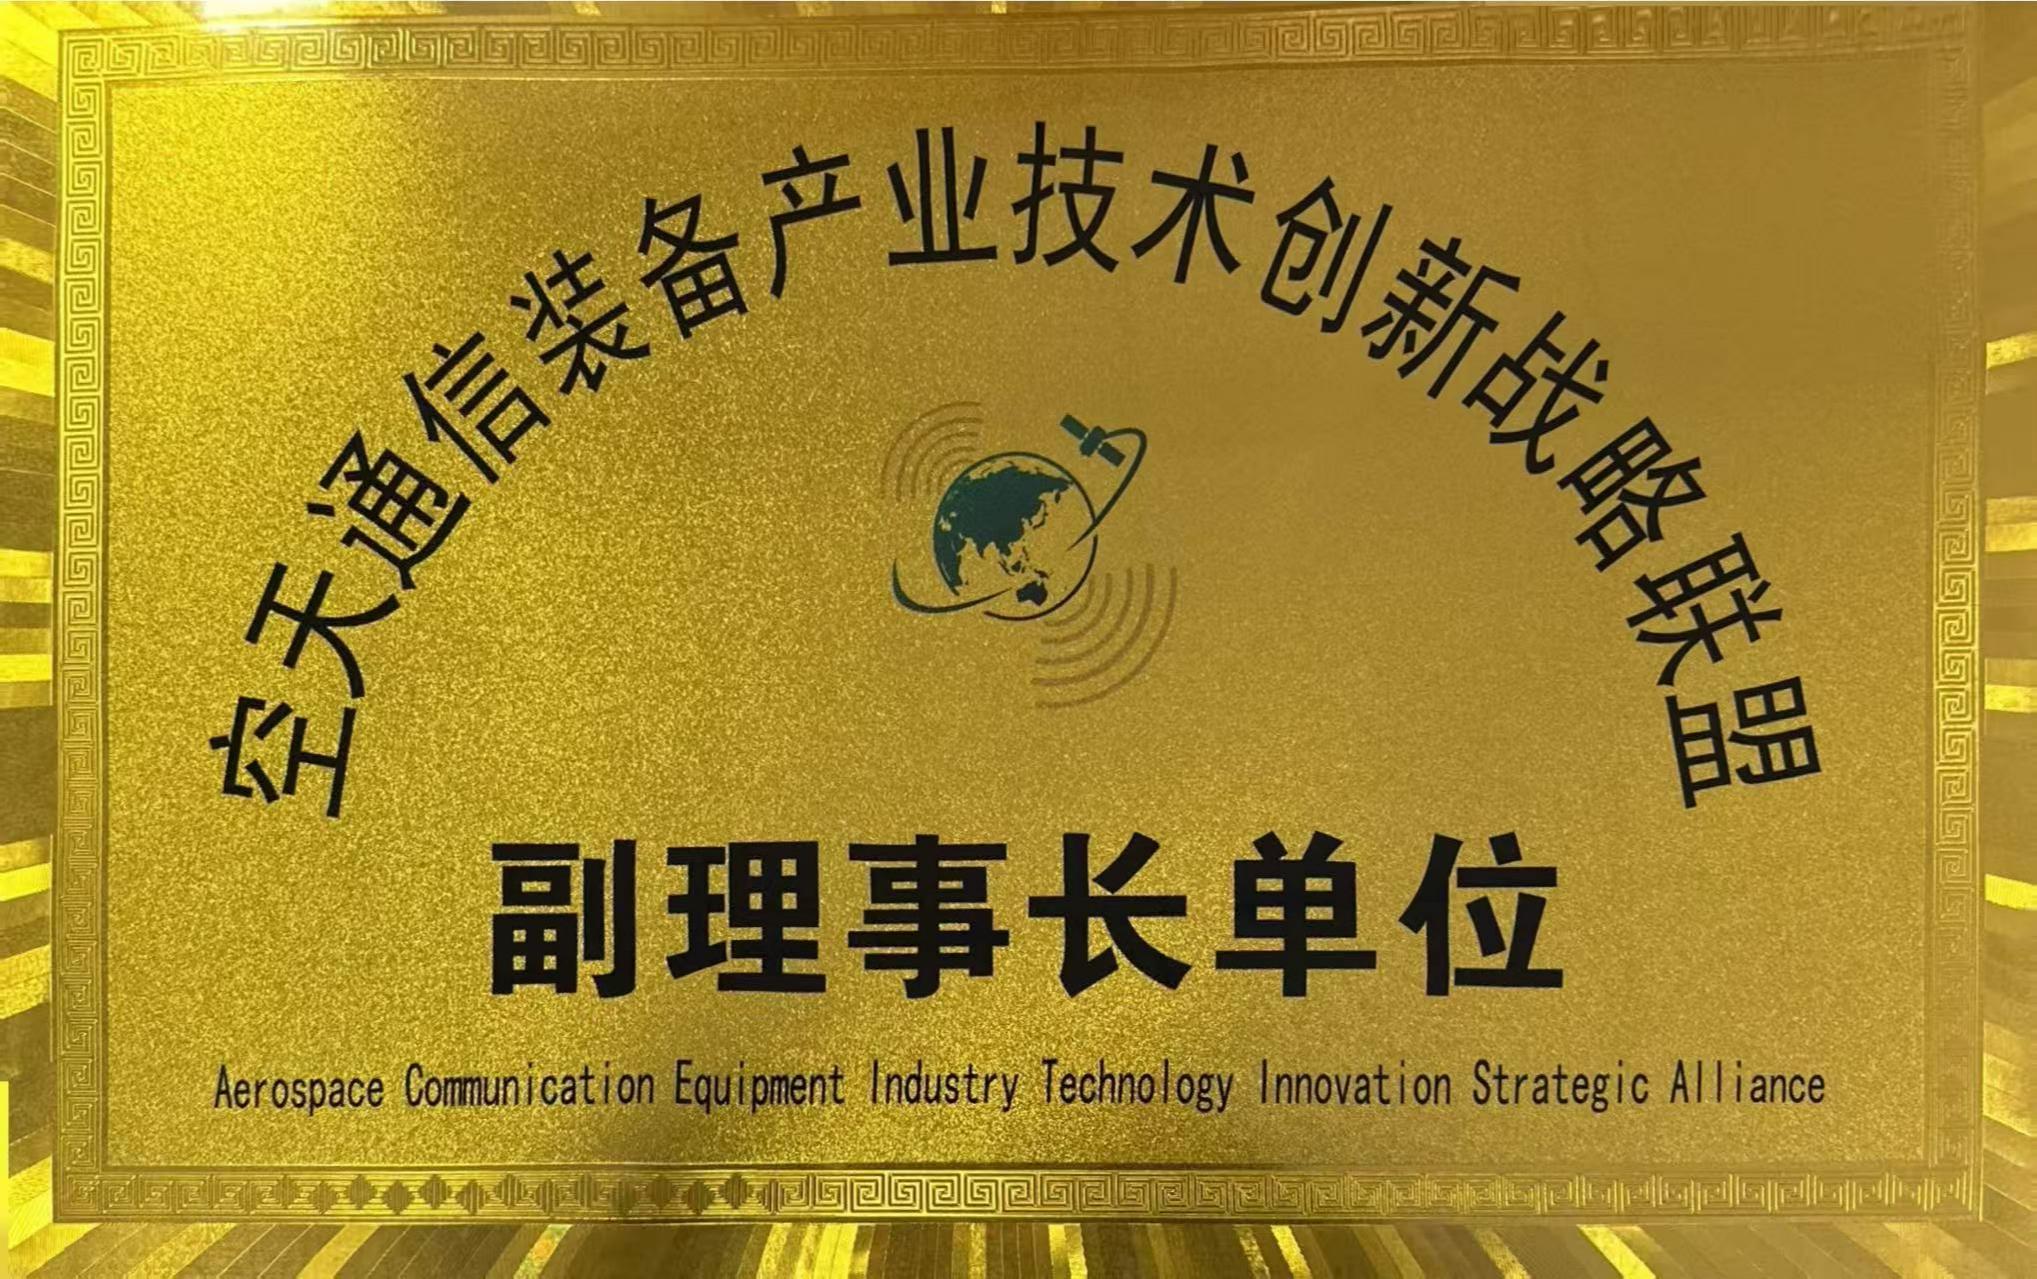 空天通信装备产业技术创新战略联盟
副理事长单位
Aerospace Communication Equipment Industry Technology Innovation Strategic Alliance